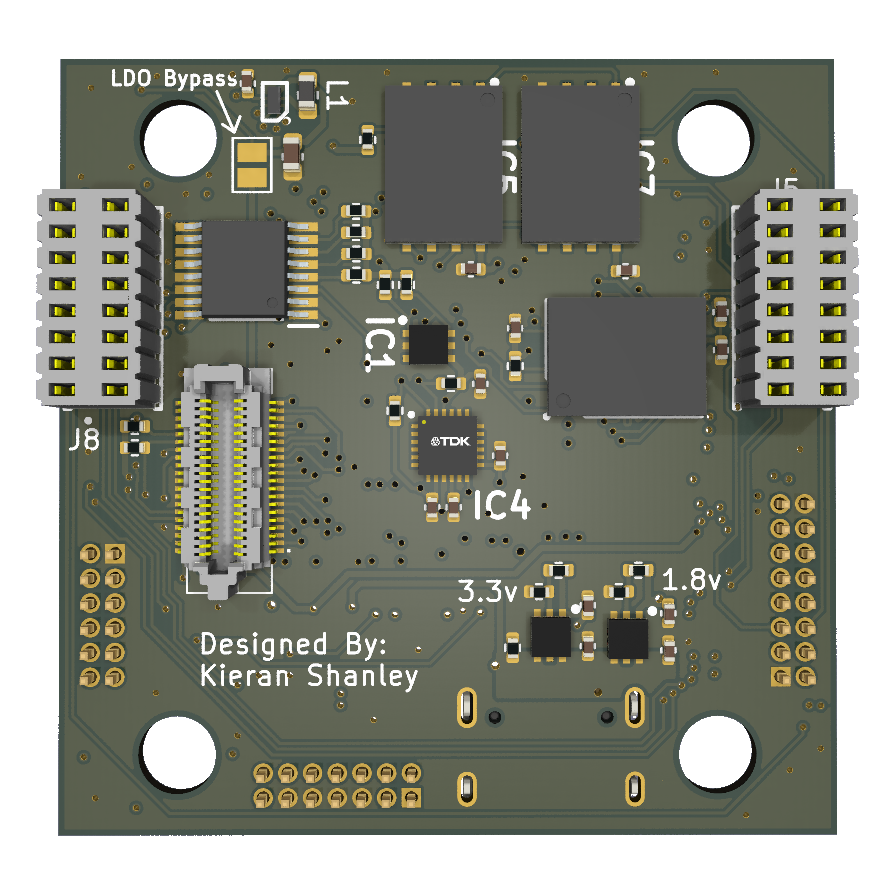 LDO Bypass
L1
IC5
IC7
J5
IC1
J8
TDK
IC4
3.3v
1.8v
Designed By:
Kieran Shanley